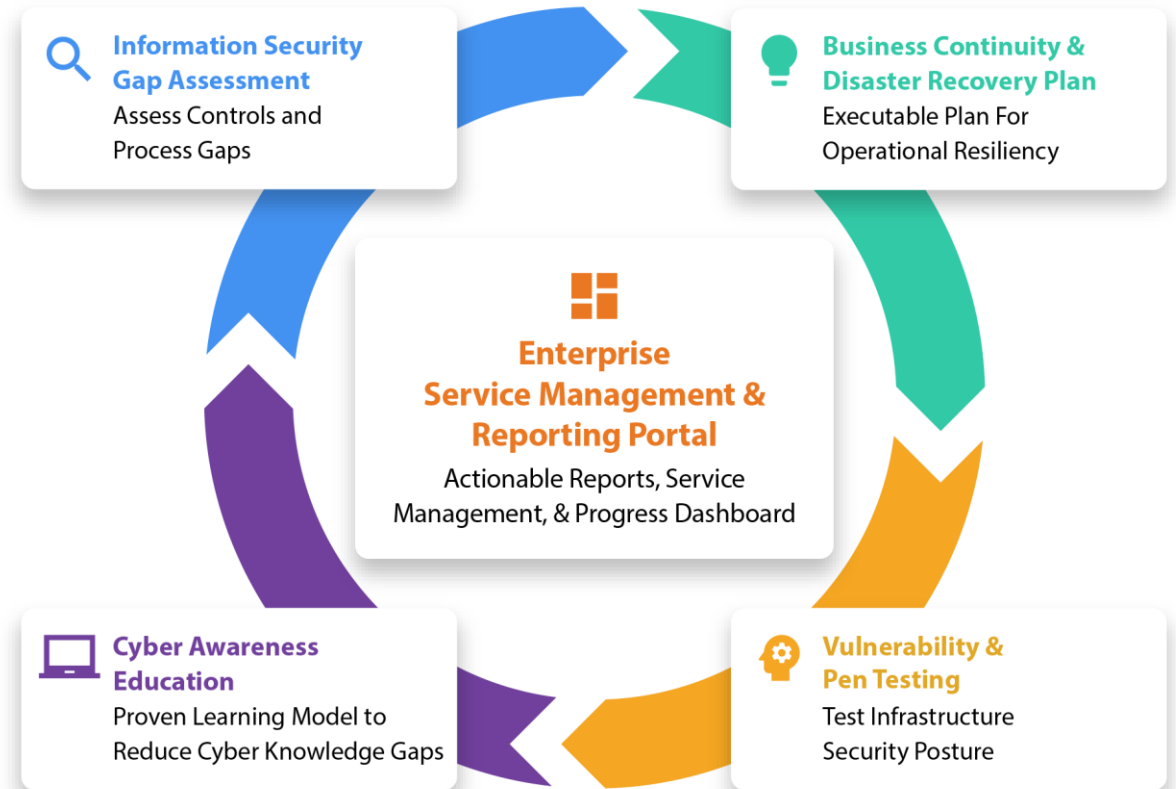 Information Security
Gap Assessment
Assess Controls and
Process Gaps
Business Continuity &
Disaster Recovery Plan
Executable Plan For
Operational Resiliency
Enterprise
Service Management &
Reporting Portal
Actionable Reports, Service
Management, & Progress Dashboard
Cyber Awareness
Education
Proven Learning Model to
Reduce Cyber Knowledge Gaps
Vulnerability &
Pen Testing
Test Infrastructure
Security Posture